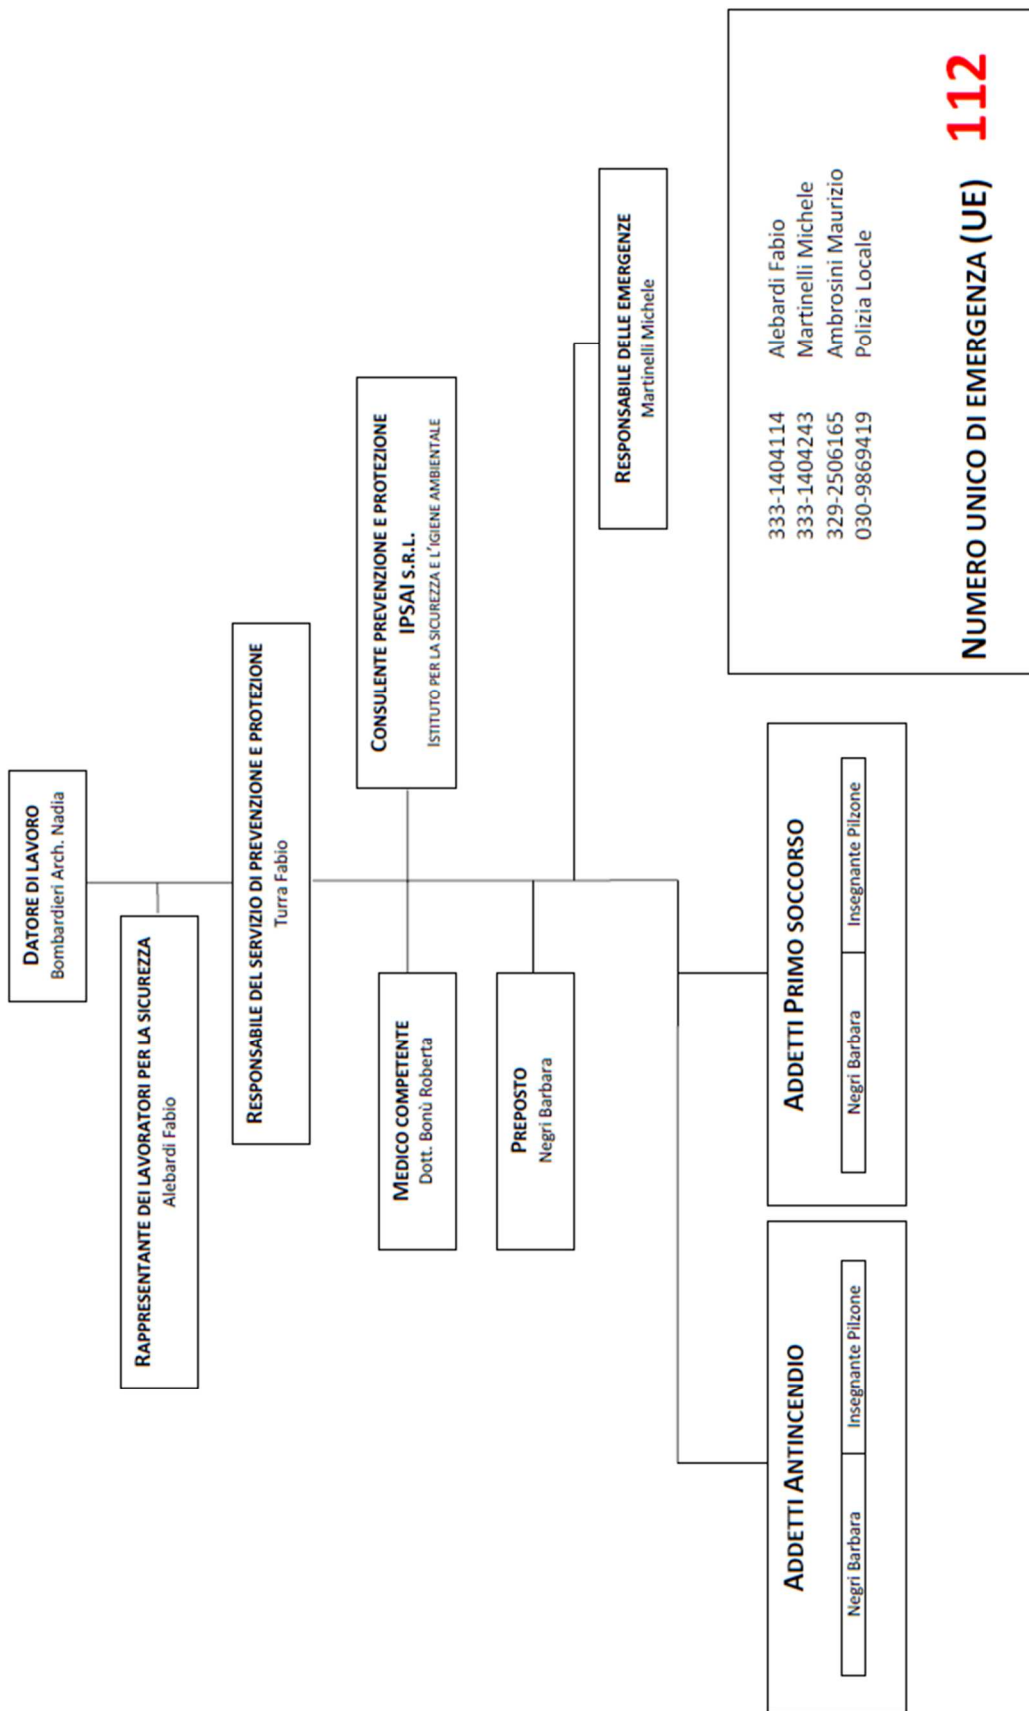 DATORE DI LAVORO
Bombardieri Arch. Nadia
RAPPRESENTANTE DEI LAVORATORI PER LA SICUREZZA
Alebardi Fabio
RESPONSABILE DEL SERVIZIO DI PREVENZIONE E PROTEZIONE
Turra Fabio
MEDICO COMPETENTE
Dott. Bonù Roberta
CONSULENTE PREVENZIONE E PROTEZIONE
IPSAI S.R.L.
ISTITUTO PER LA SICUREZZA E L'IGIENE AMBIENTALE
PREPOSTO
Negri Barbara
RESPONSABILE DELLE EMERGENZE
Martinelli Michele
ADDETTI ANTINCENDIO
Negri Barbara Insegnante Pilzone
ADDETTI PRIMO SOCCORSO
Negri Barbara Insegnante Pilzone
333-1404114 Alebardi Fabio
333-1404243 Martinelli Michele
329-2506165 Ambrosini Maurizio
030-9869419 Polizia Locale
NUMERO UNICO DI EMERGENZA (UE) 112